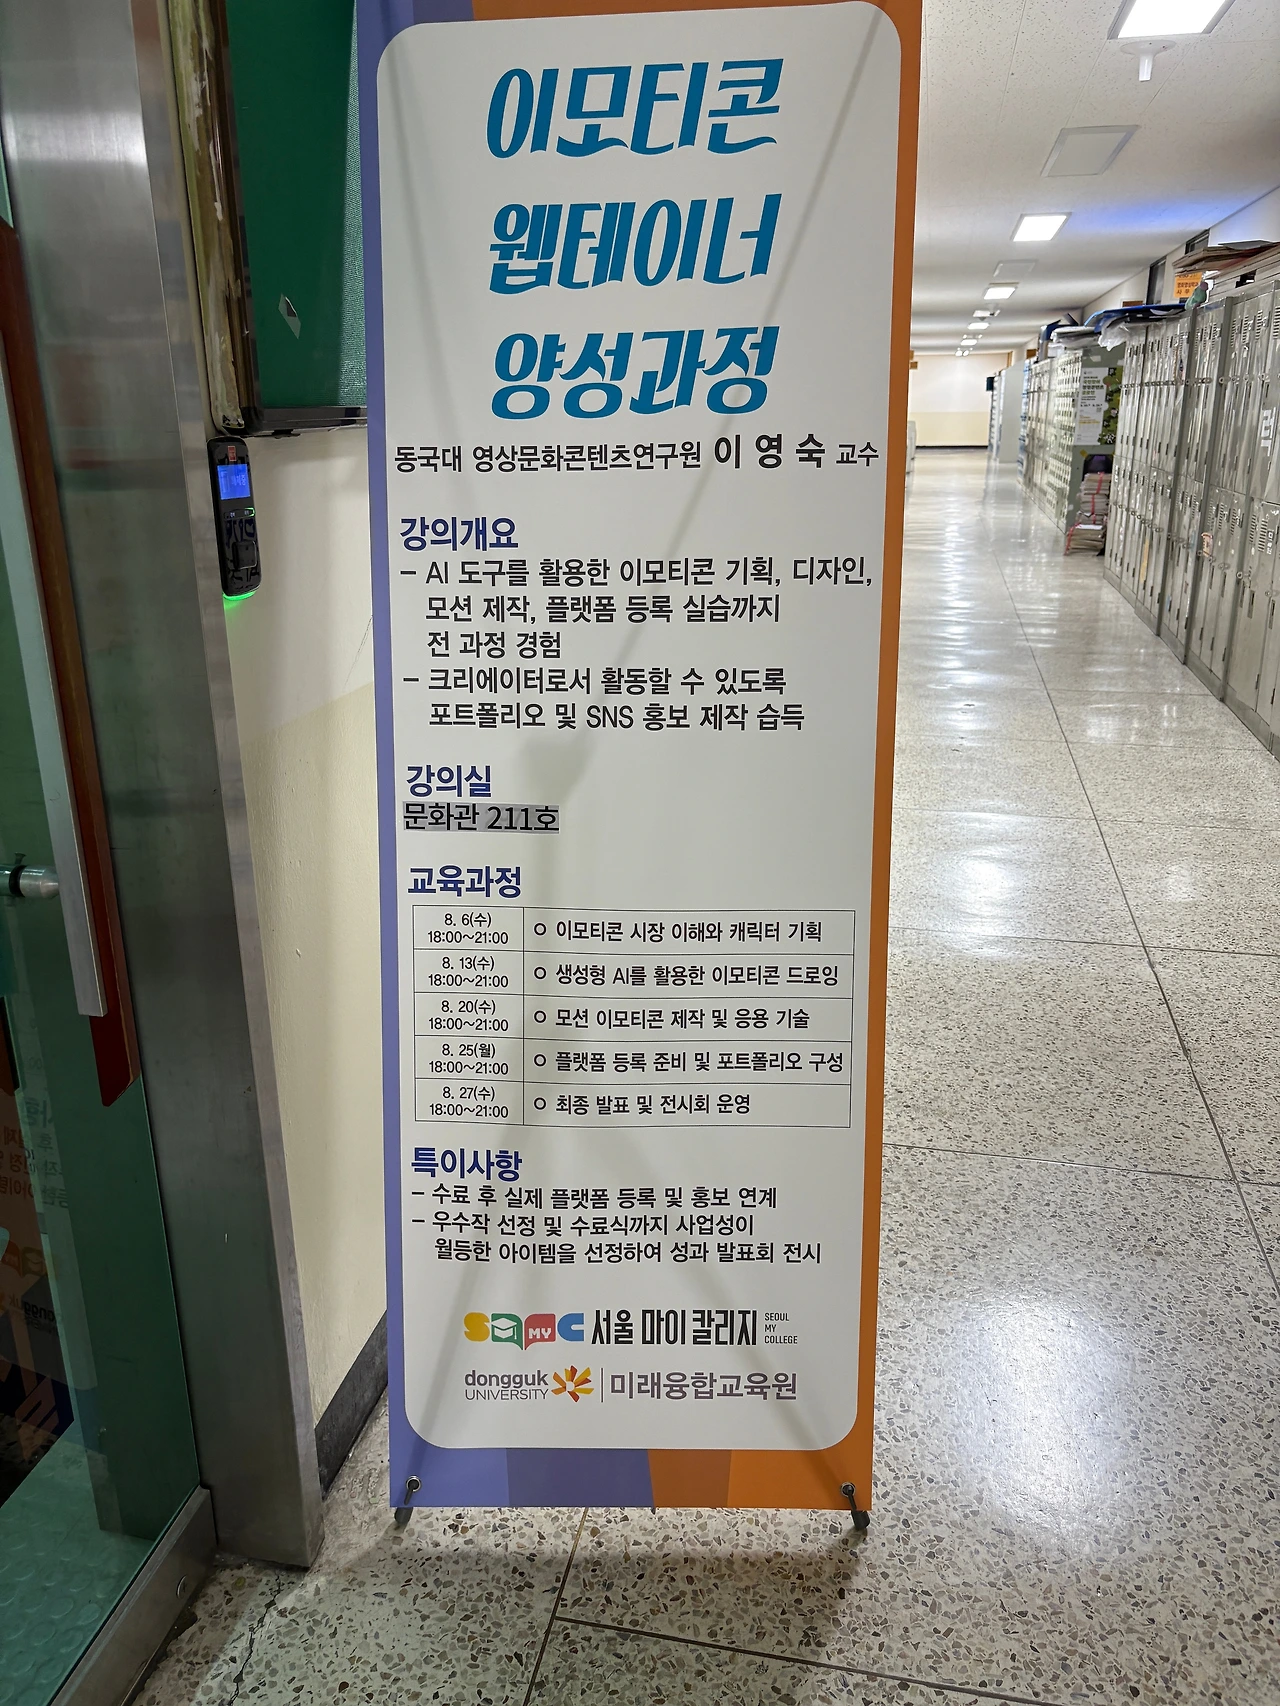 이모티콘
웹테이너
양성과정
동국대 영상문화콘텐츠연구원 이 영 숙 교수
강의개요
- AI 도구를 활용한 이모티콘 기획, 디자인,
모션 제작, 플랫폼 등록 실습까지
전 과정 경험
- 크리에이터로서 활동할 수 있도록
포트폴리오 및 SNS 홍보 제작 습득
강의실
문화관 211호
교육과정
8. 6(수)
18:00~21:00
ㅇ 이모티콘 시장 이해와 캐릭터 기획
8. 13(수)
18:00~21:00
ㅇ 생성형 AI를 활용한 이모티콘 드로잉
8. 20(수)
18:00~21:00
ㅇ 모션 이모티콘 제작 및 응용 기술
8. 25(월)
18:00~21:00
ㅇ 플랫폼 등록 준비 및 포트폴리오 구성
8. 27(수)
18:00~21:00
ㅇ 최종 발표 및 전시회 운영
특이사항
- 수료 후 실제 플랫폼 등록 및 홍보 연계
- 우수작 선정 및 수료식까지 사업성이
월등한 아이템을 선정하여 성과 발표회 전시
SAMYC 서울 마이 칼리지 SEOUL
MY
COLLEGE
dongguk
UNIVERSITY
미래융합교육원